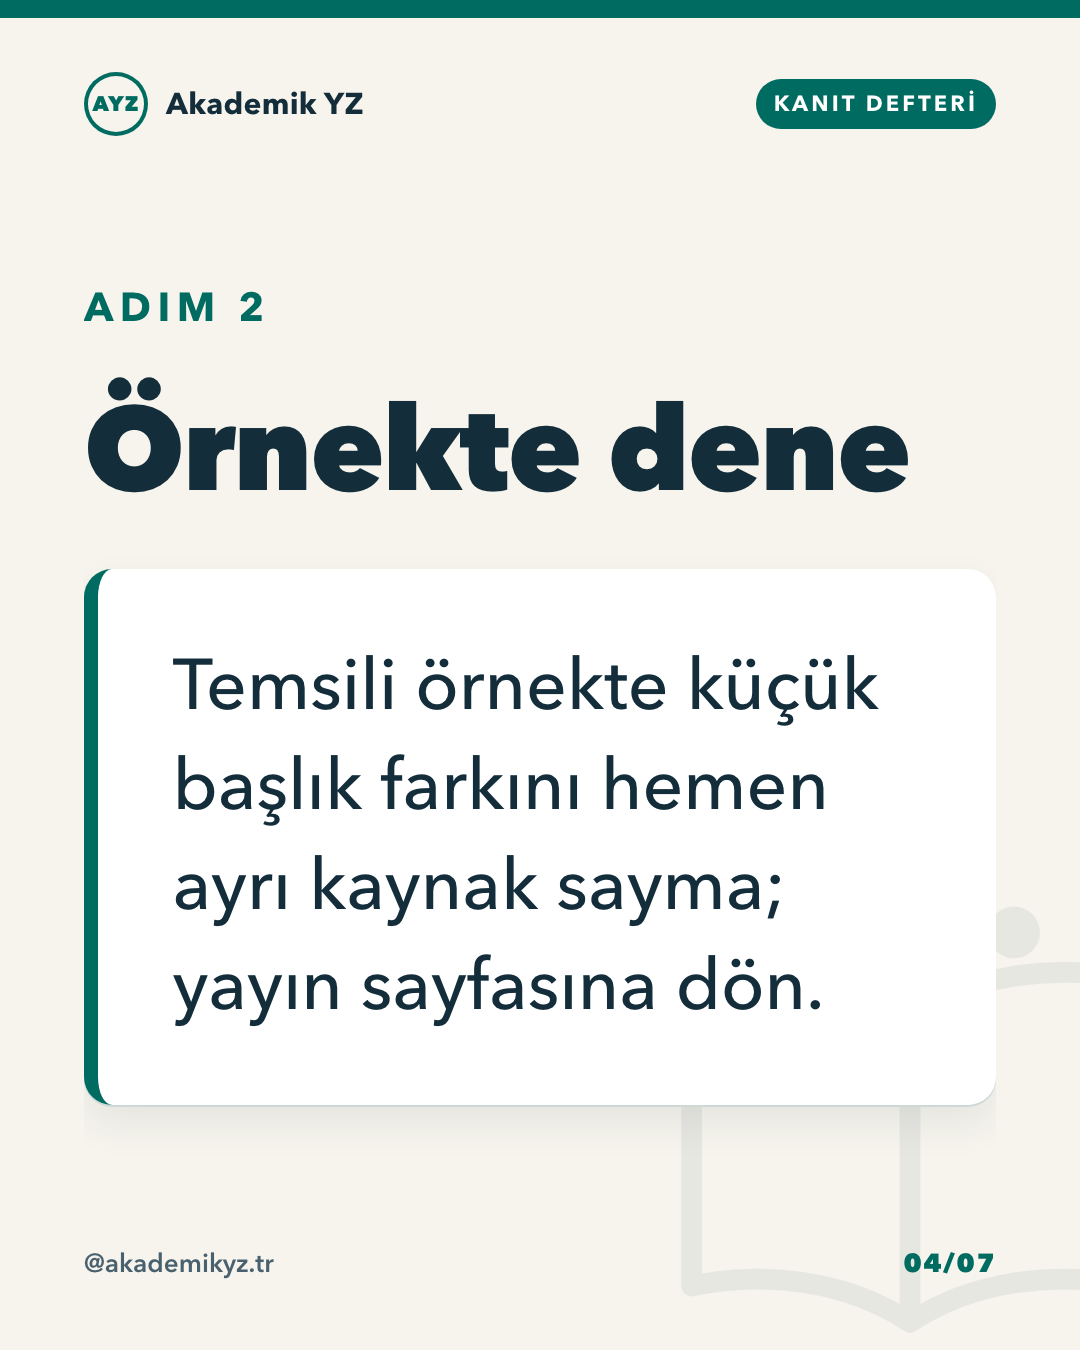 AYZ Akademik YZ
KANIT DEFTERİ
ADIM 2
Örnekte dene
Temsili örnekte küçük
başlık farkını hemen
ayrı kaynak sayma;
yayın sayfasına dön.
@akademikyz.tr
04/07